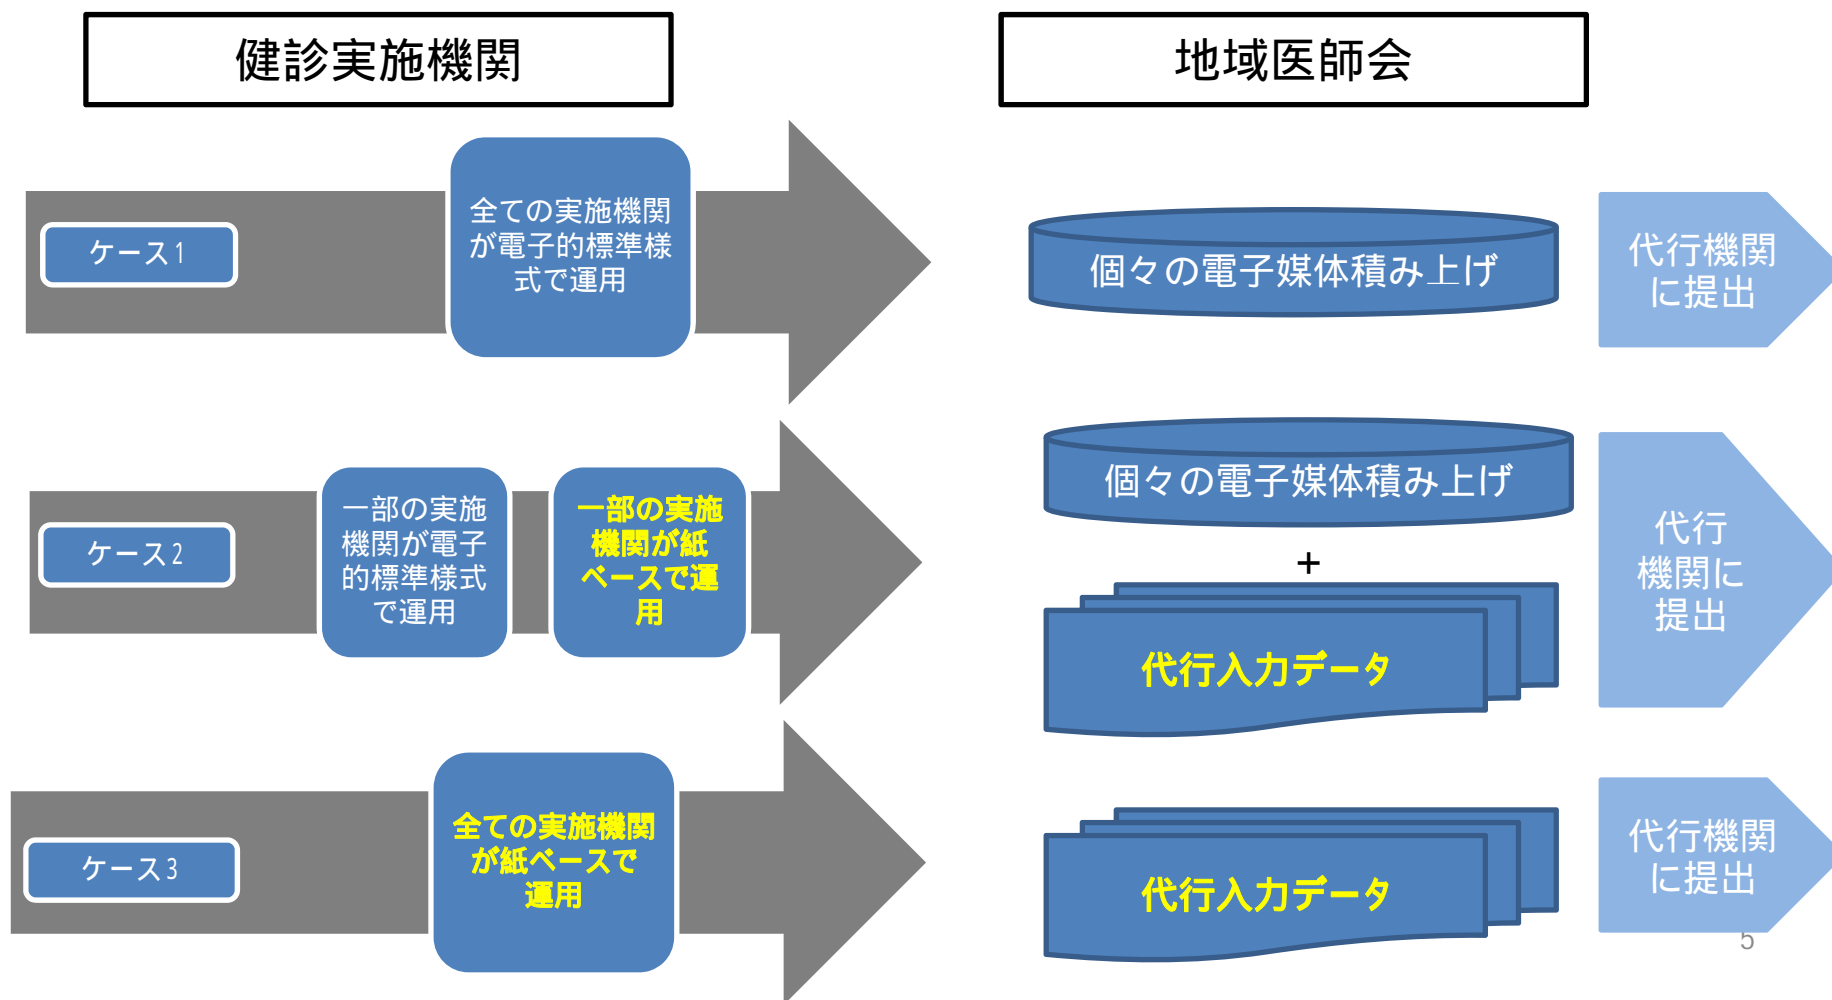 健診実施機関
地域医師会
ケース1
全ての実施機関
が電子的標準様
式で運用
個々の電子媒体積み上げ
代行機関
に提出
ケース2
一部の実施
機関が電子
的標準様式
で運用
一部の実施
機関が紙
ベースで運
用
個々の電子媒体積み上げ
+
代行入力データ
代行
機関に
提出
ケース3
全ての実施機関
が紙ベースで
運用
代行入力データ
代行機関
に提出
5